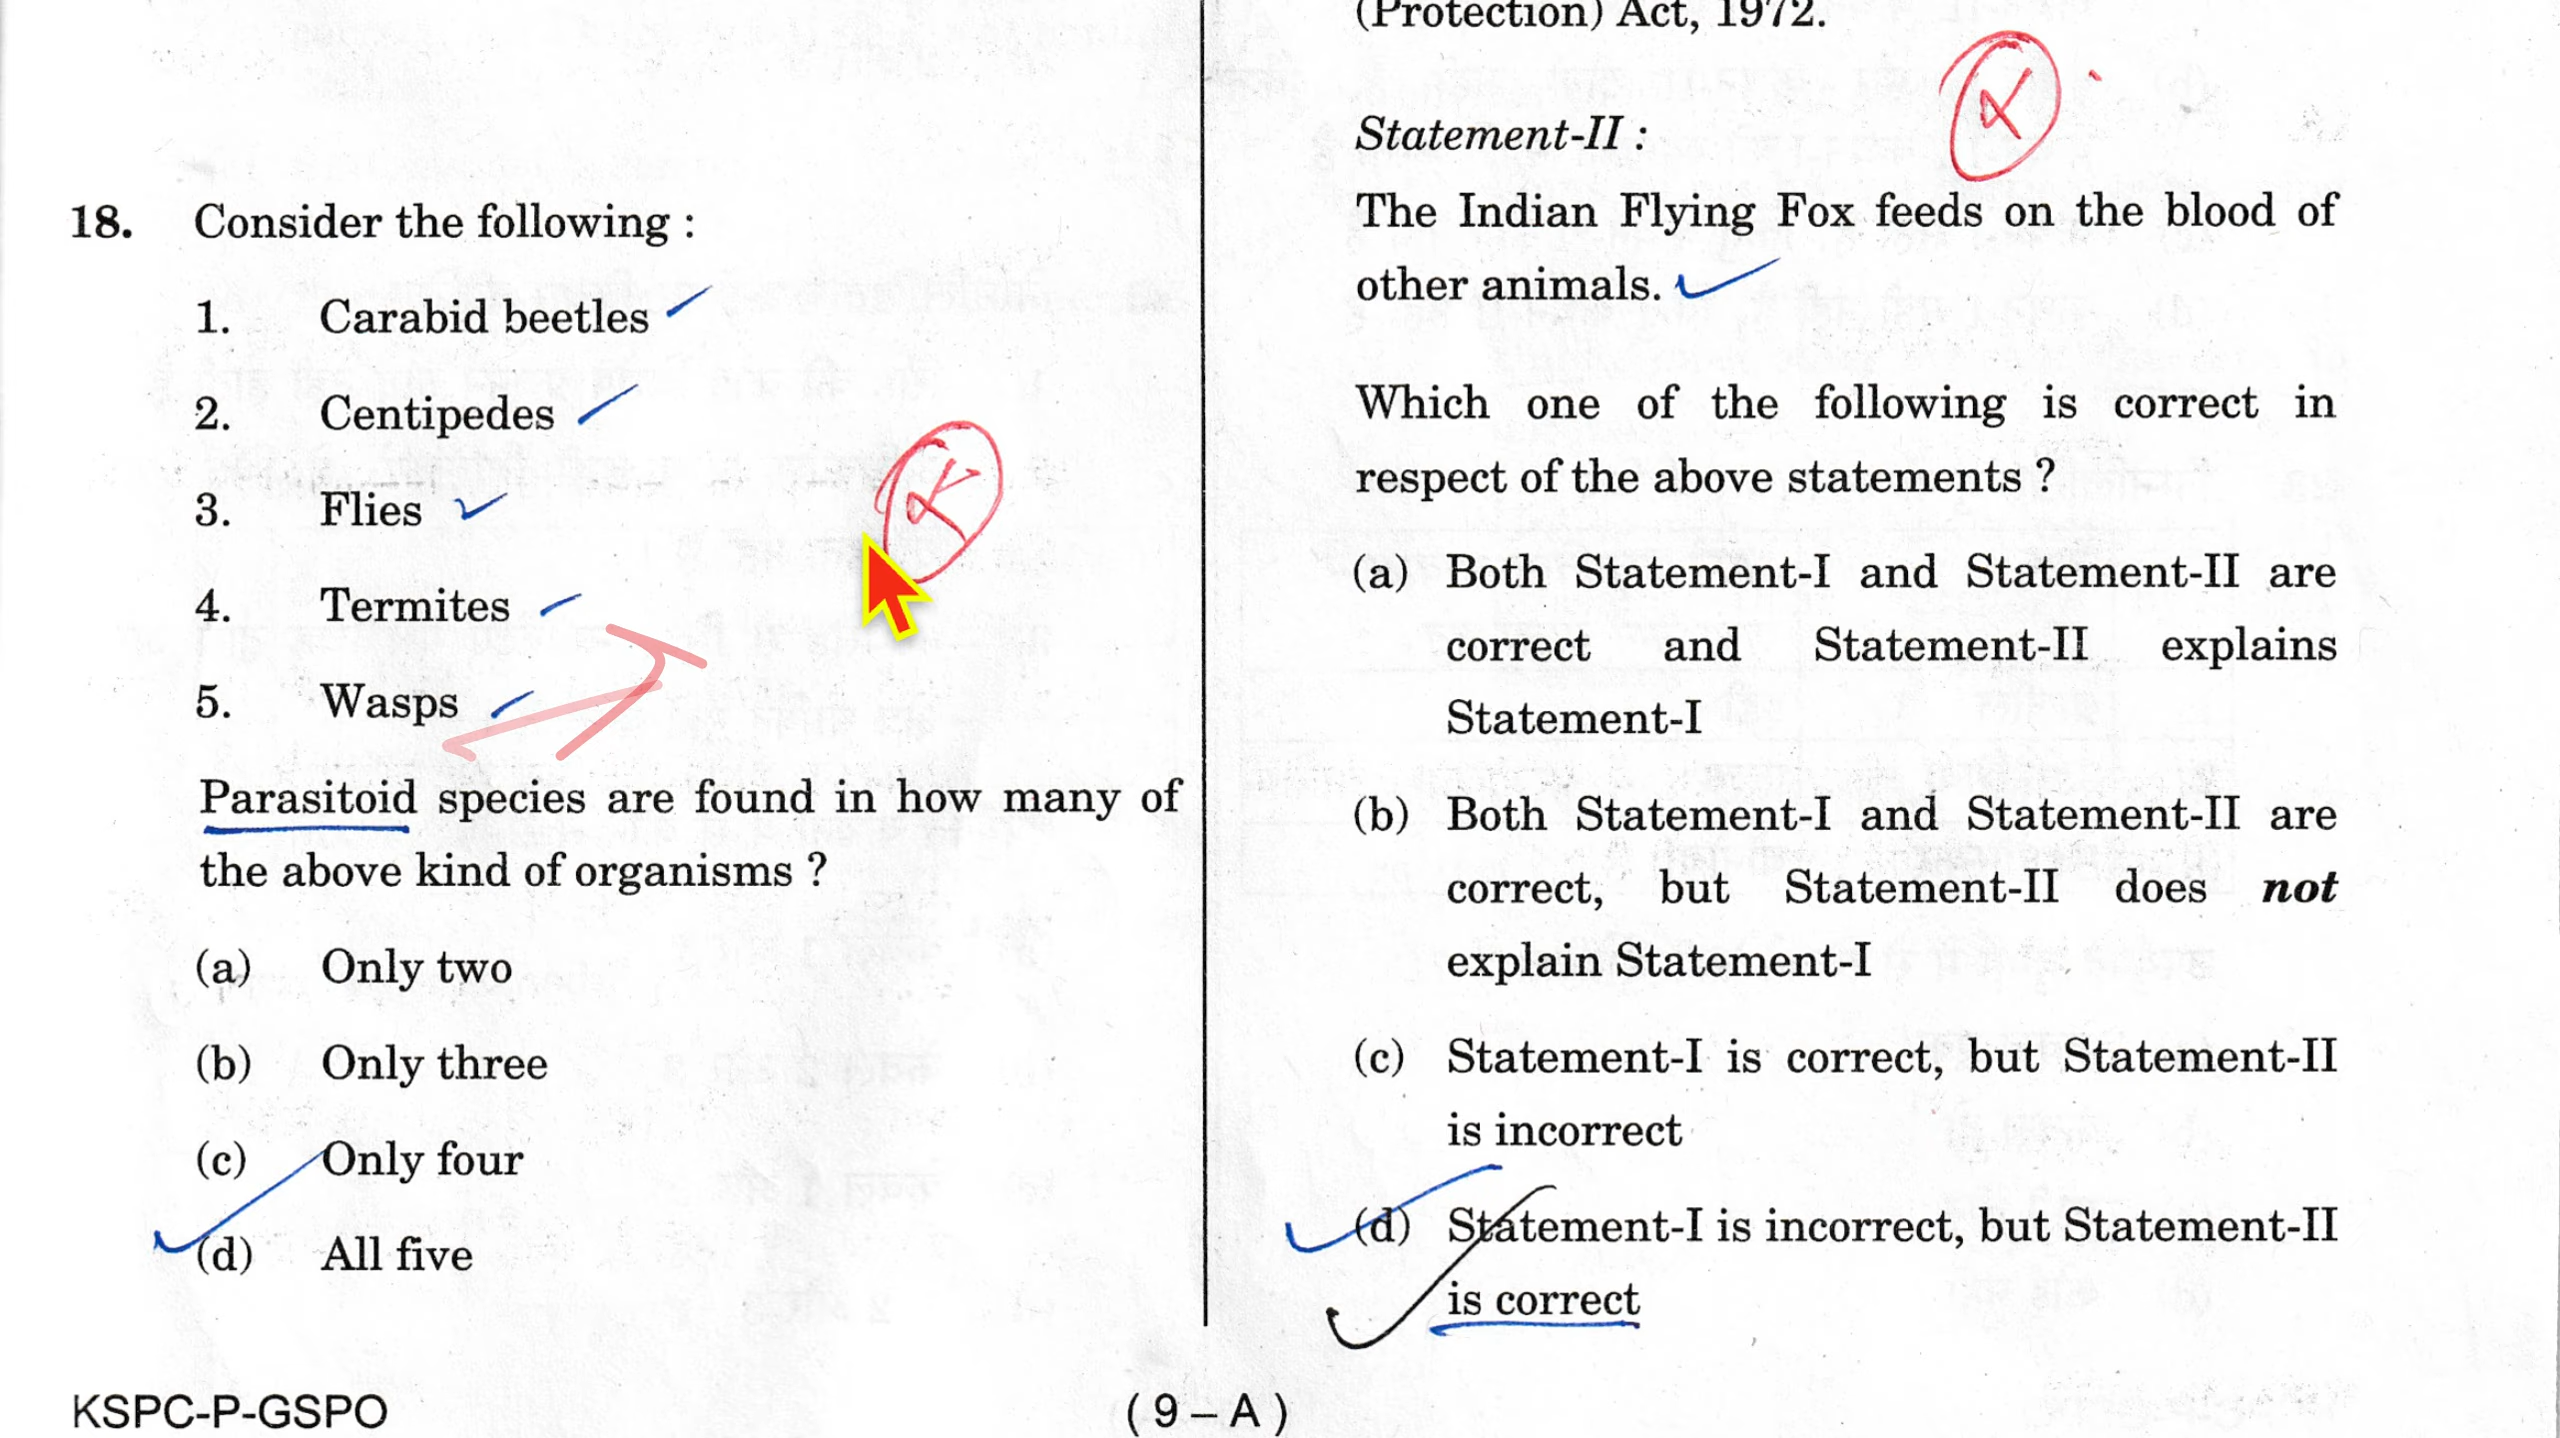 18. Consider the following :
1. Carabid beetles
2. Centipedes
3. Flies
4. Termites
5. Wasps
Parasitoid species are found in how many of
the above kind of organisms ?
(a) Only two
(b) Only three
(c) Only four
(d) All five
(Protection) Act, 1972.
Statement-II :
The Indian Flying Fox feeds on the blood of
other animals.
Which one of the following is correct in
respect of the above statements ?
(a) Both Statement-I and Statement-II are
correct and Statement-II explains
Statement-I
(b) Both Statement-I and Statement-II are
correct, but Statement-II does not
explain Statement-I
(c) Statement-I is correct, but Statement-II
is incorrect
(d) Statement-I is incorrect, but Statement-II
is correct
KSPC-P-GSPO
( 9 – A )